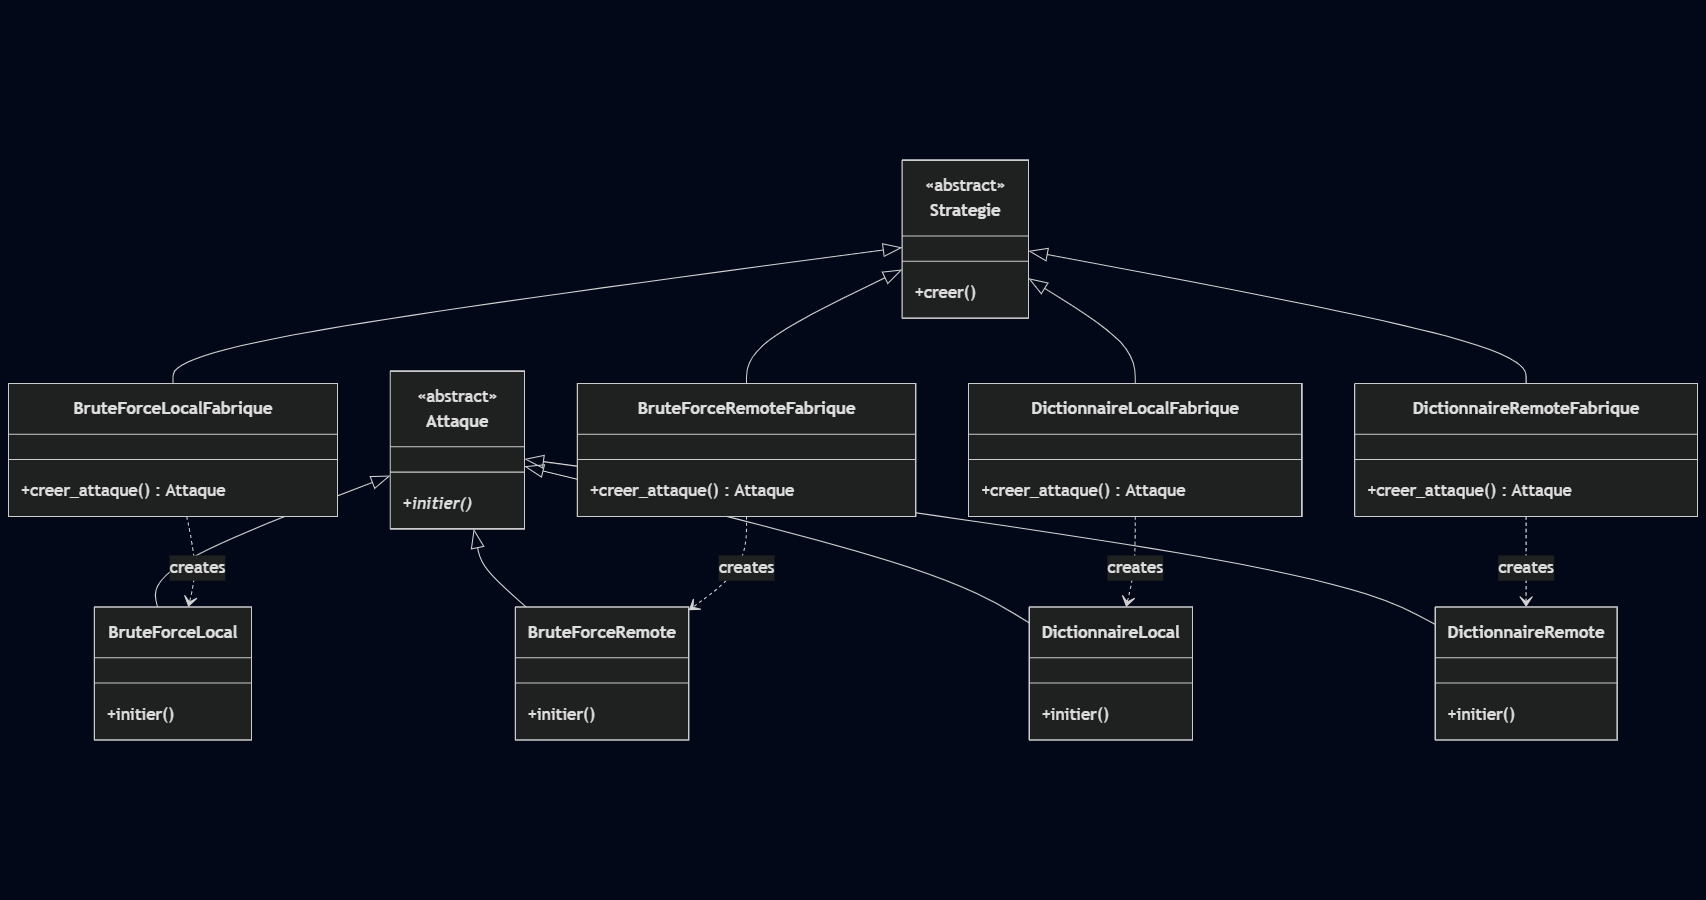 «abstract»
Strategie
+creer()
BruteForceLocalFabrique
+creer_attaque() : Attaque
«abstract»
Attaque
+initier()
BruteForceRemoteFabrique
+creer_attaque() : Attaque
DictionnaireLocalFabrique
+creer_attaque() : Attaque
DictionnaireRemoteFabrique
+creer_attaque() : Attaque
creates
creates
creates
creates
BruteForceLocal
+initier()
BruteForceRemote
+initier()
DictionnaireLocal
+initier()
DictionnaireRemote
+initier()